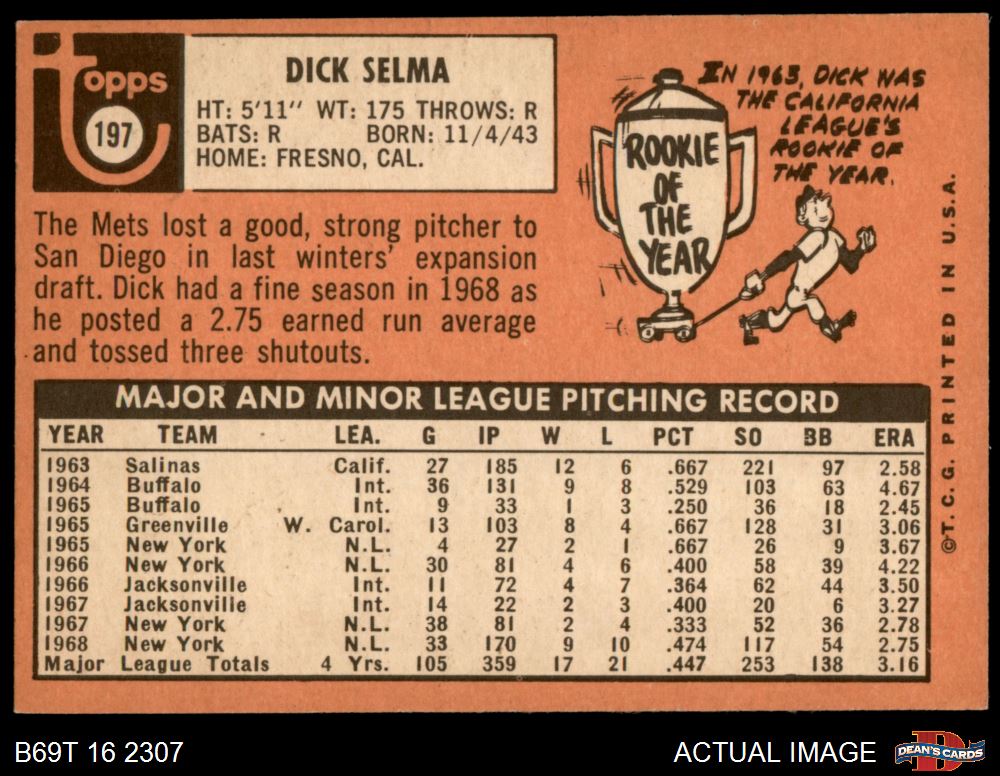 Topps
197
DICK SELMA
HT: 5'11" WT: 175 THROWS: R
BATS: R BORN: 11/4/43
HOME: FRESNO, CAL.
The Mets lost a good, strong pitcher to
San Diego in last winters' expansion
draft. Dick had a fine season in 1968 as
he posted a 2.75 earned run average
and tossed three shutouts.
IN 1963, DICK WAS
THE CALIFORNIA
LEAGUE'S
ROOKIE OF
THE YEAR.
ROOKIE
OF
THE
YEAR
MAJOR AND MINOR LEAGUE PITCHING RECORD
YEAR TEAM LEA. G IP W L PCT SO BB ERA
1963 Salinas Calif. 27 185 12 6 .667 221 97 2.58
1964 Buffalo Int. 36 131 9 8 .529 103 63 4.67
1965 Buffalo Int. 9 33 1 3 .250 36 18 2.45
1965 Greenville W. Carol. 13 103 8 4 .667 128 31 3.06
1965 New York N.L. 4 27 2 1 .667 26 9 3.67
1966 New York N.L. 30 81 4 6 .400 58 39 4.22
1966 Jacksonville Int. 11 72 4 7 .364 62 44 3.50
1967 Jacksonville Int. 14 22 2 3 .400 20 6 3.27
1967 New York N.L. 38 81 2 4 .333 52 36 2.78
1968 New York N.L. 33 170 9 10 .474 117 54 2.75
Major League Totals 4 Yrs. 105 359 17 21 .447 253 138 3.16
©T. C. G. PRINTED IN U.S.A.
B69T 16 2307
ACTUAL IMAGE
D
DEAN'S CARDS